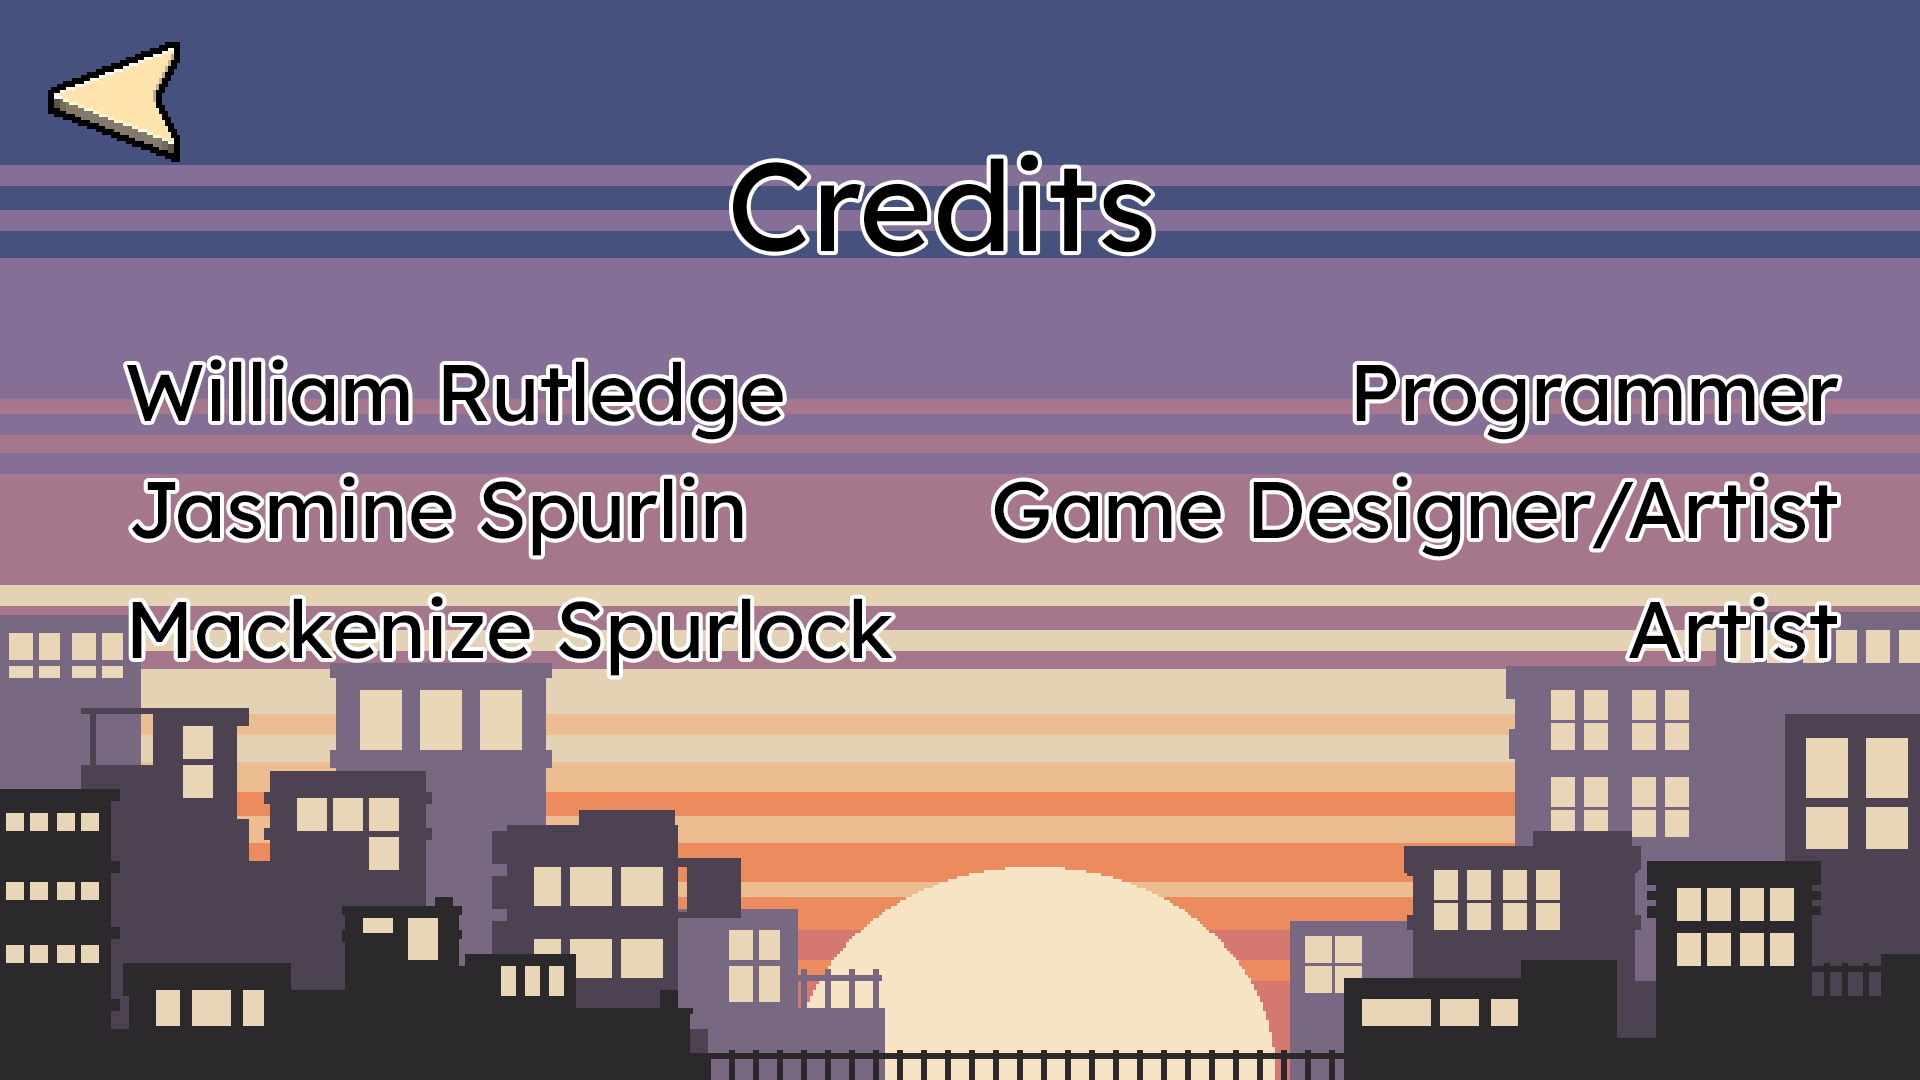 Credits
William Rutledge Programmer
Jasmine Spurlin Game Designer/Artist
Mackenize Spurlock Artist